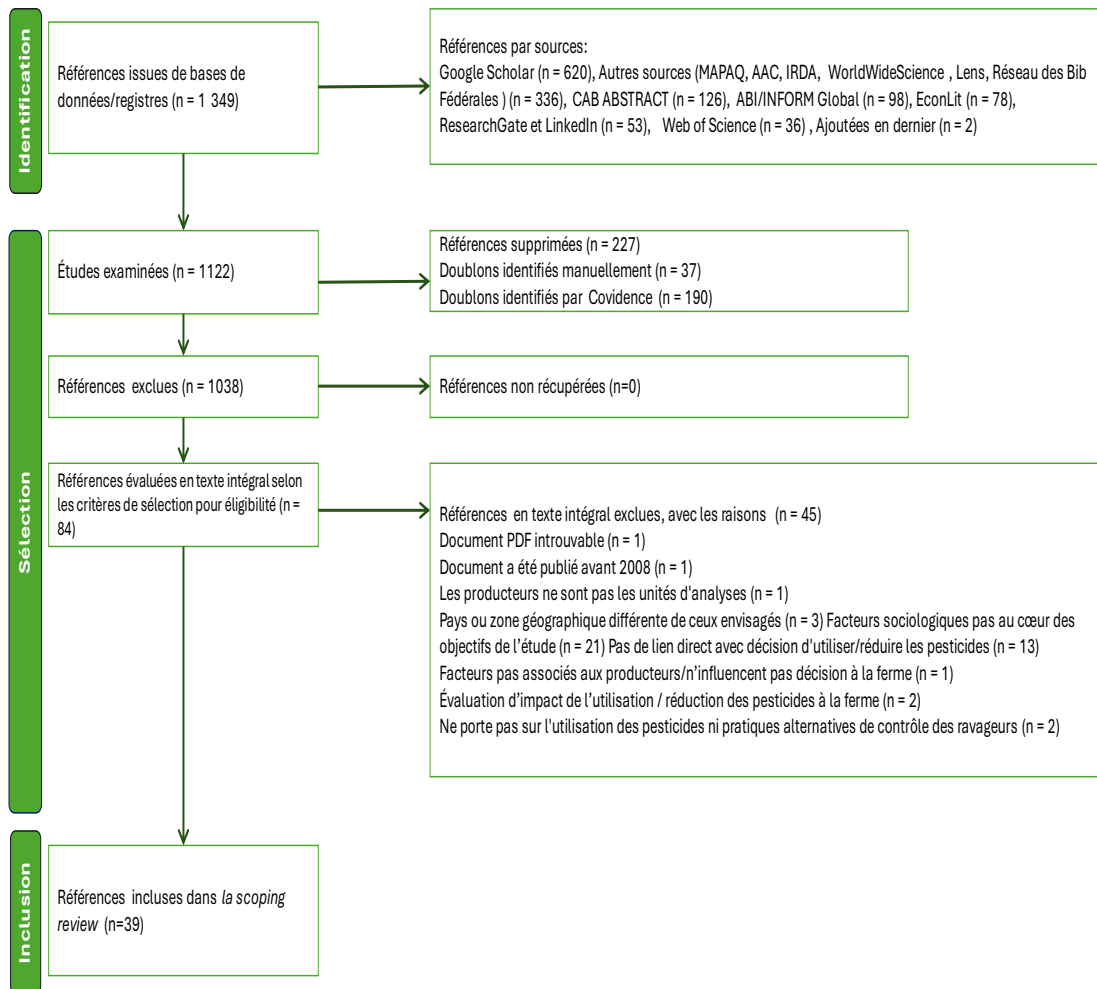 Identification
Références issues de bases de
données/registres (n = 1 349)
Références par sources:
Google Scholar (n = 620), Autres sources (MAPAQ, AAC, IRDA, WorldWideScience , Lens, Réseau des Bib
Fédérales ) (n = 336), CAB ABSTRACT (n = 126), ABI/INFORM Global (n = 98), EconLit (n = 78),
ResearchGate et LinkedIn (n = 53), Web of Science (n = 36) , Ajoutées en dernier (n = 2)
Sélection
Études examinées (n = 1122)
Références supprimées (n = 227)
Doublons identifiés manuellement (n = 37)
Doublons identifiés par Covidence (n = 190)
Références exclues (n = 1038)
Références non récupérées (n=0)
Références évaluées en texte intégral selon
les critères de sélection pour éligibilité (n =
84)
Références en texte intégral exclues, avec les raisons (n = 45)
Document PDF introuvable (n = 1)
Document a été publié avant 2008 (n = 1)
Les producteurs ne sont pas les unités d'analyses (n = 1)
Pays ou zone géographique différente de ceux envisagés (n = 3) Facteurs sociologiques pas au cœur des
objectifs de l’étude (n = 21) Pas de lien direct avec décision d'utiliser/réduire les pesticides (n = 13)
Facteurs pas associés aux producteurs/n’influencent pas décision à la ferme (n = 1)
Évaluation d’impact de l’utilisation / réduction des pesticides à la ferme (n = 2)
Ne porte pas sur l'utilisation des pesticides ni pratiques alternatives de contrôle des ravageurs (n = 2)
Inclusion
Références incluses dans la scoping
review (n=39)